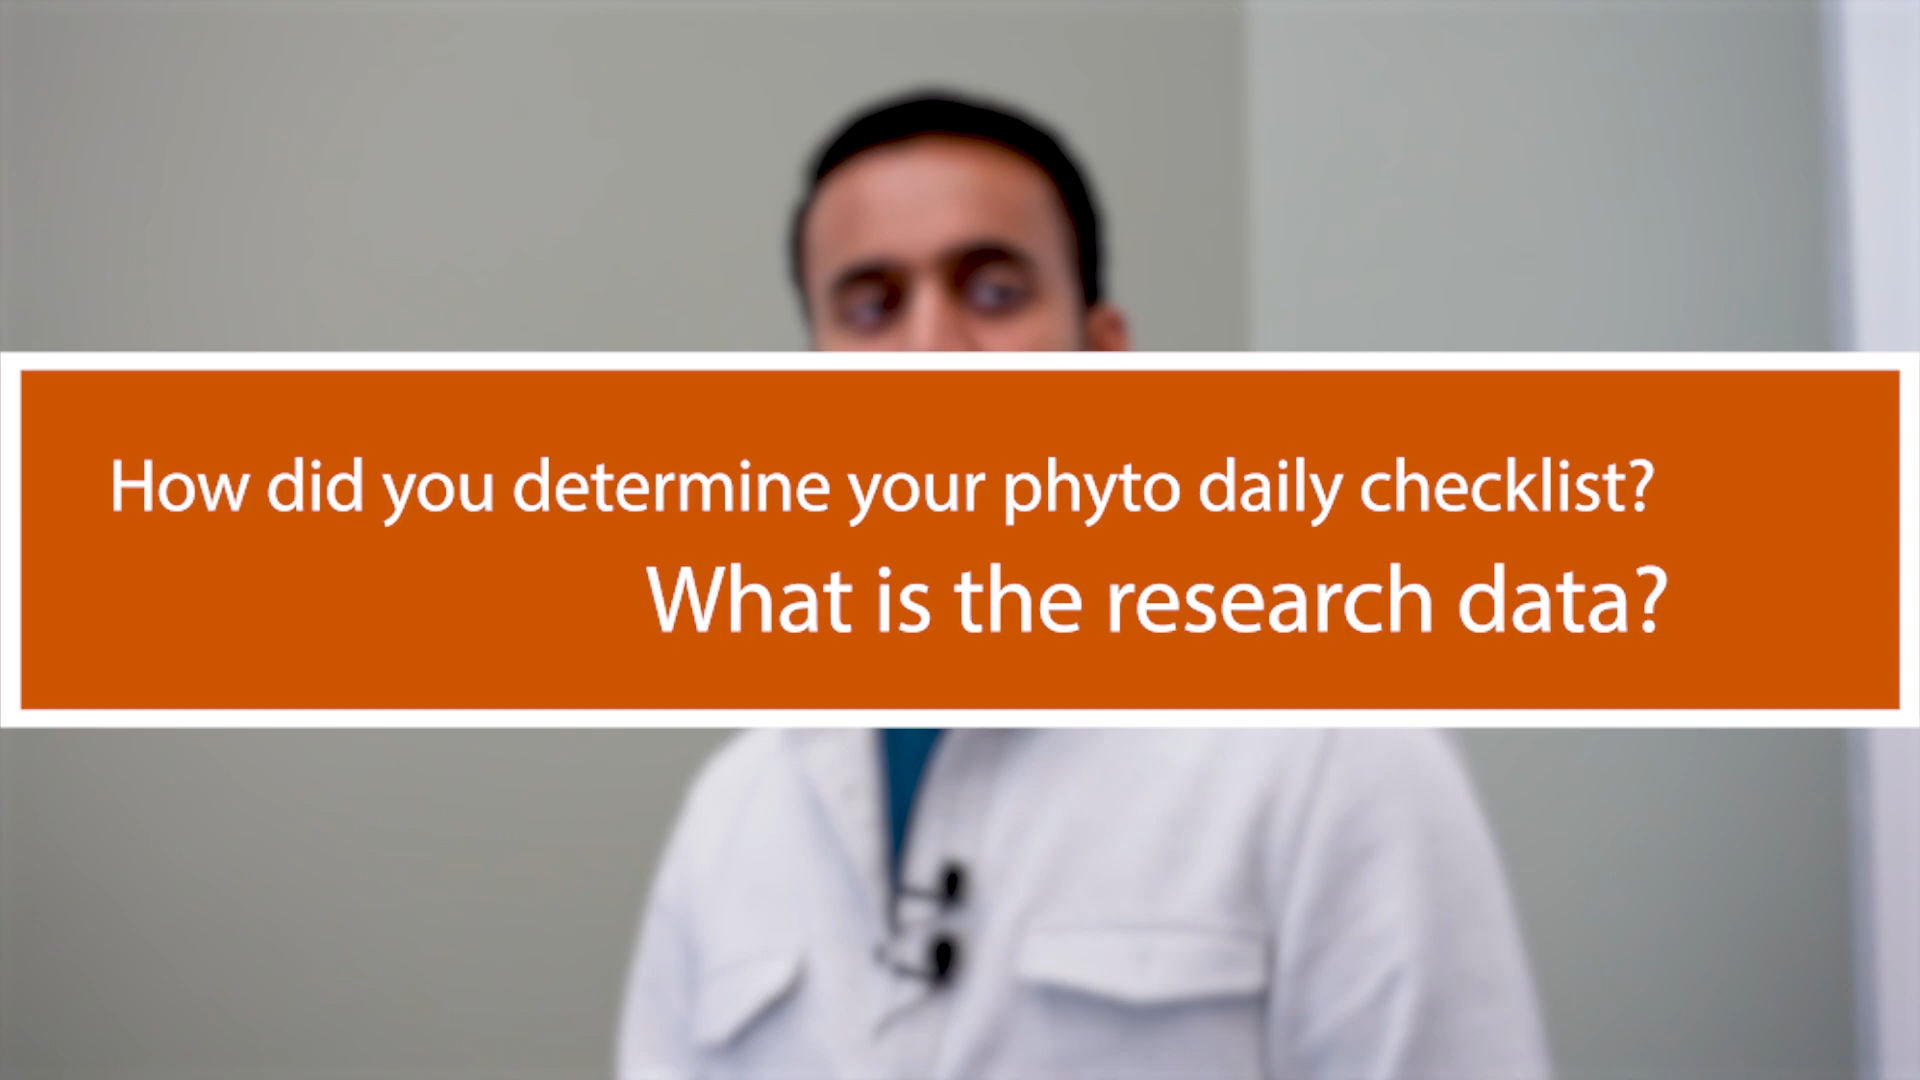 How did you determine your phyto daily checklist?
What is the research data?